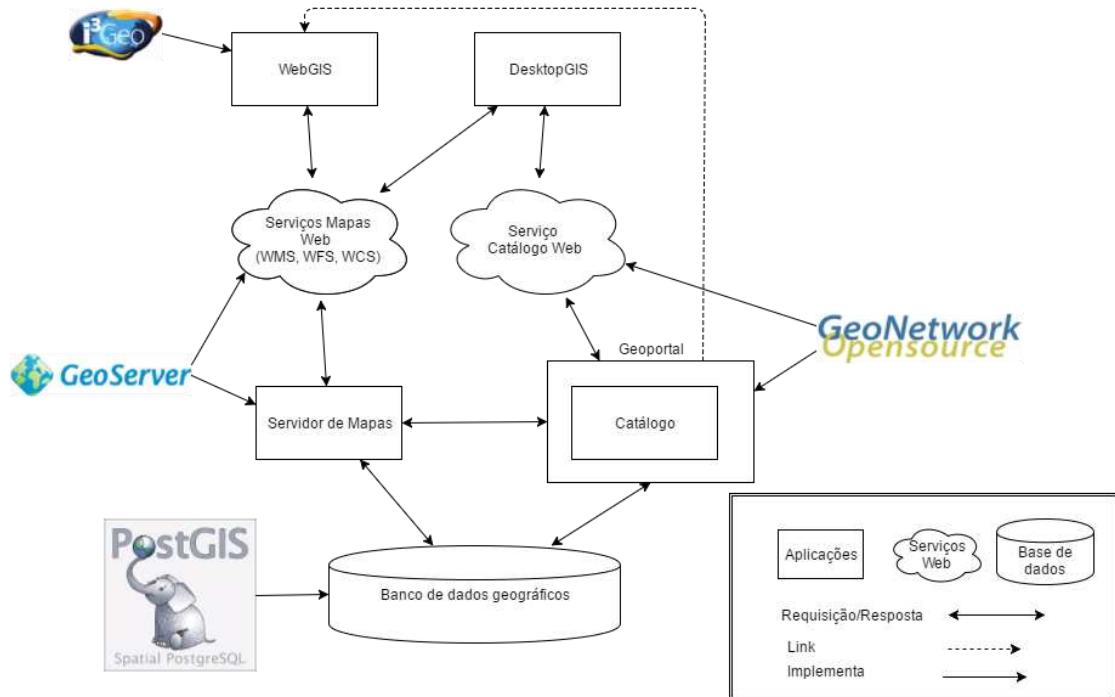 i³Geo
WebGIS
DesktopGIS
Serviços Mapas
Web
(WMS, WFS, WCS)
Serviço
Catálogo Web
GeoNetwork
Opensource
Geoportal
GeoServer
Servidor de Mapas
Catálogo
PostGIS
Spatial PostgreSQL
Banco de dados geográficos
Aplicações
Serviços
Web
Base de
dados
Requisição/Resposta
Link
Implementa